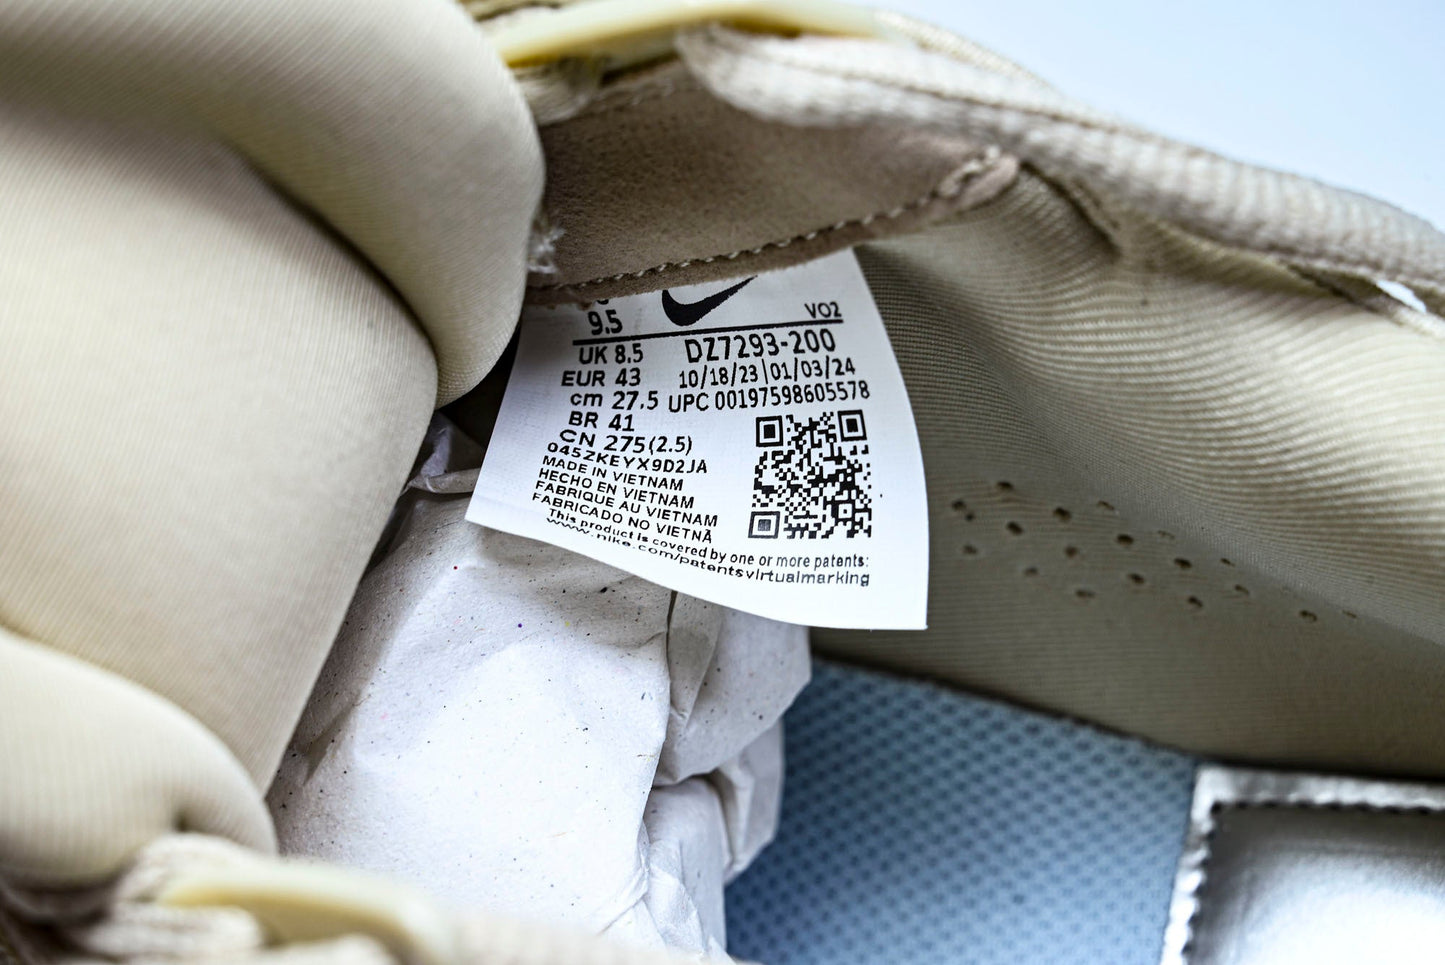 9.5
VO2
UK 8.5
DZ7293-200
EUR 43
10/18/23|01/03/24
cm 27.5
UPC 00197598605578
BR 41
CN 275(2.5)
045ZKEYX9D2JA
MADE IN VIETNAM
HECHO EN VIETNAM
FABRIQUE AU VIETNAM
FABRICADO NO VIETNÃ
This product is covered by one or more patents:
www.nike.com/patentsvirtualmarking